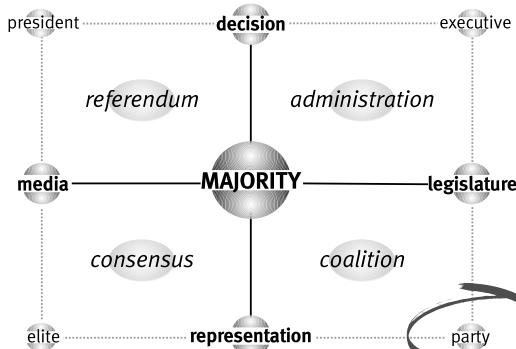 president decision executive
referendum administration
media MAJORITY legislature
consensus coalition
elite representation party